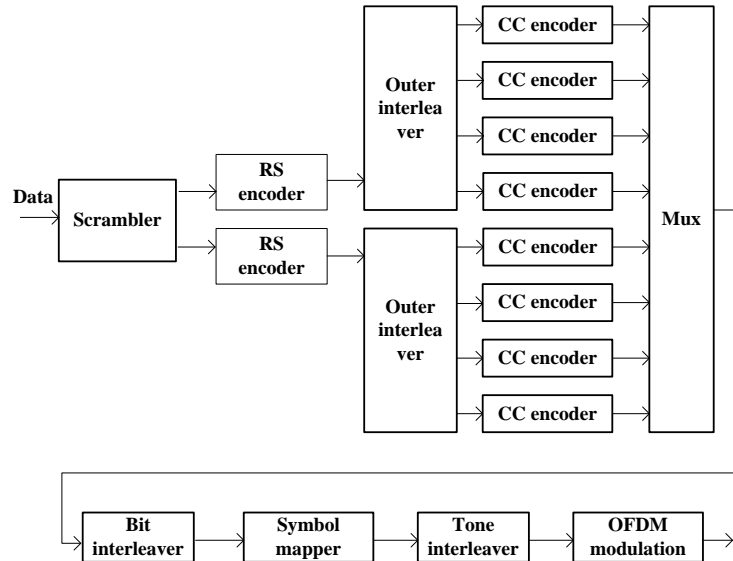 Data
Scrambler
RS
encoder
RS
encoder
Outer
interlea
ver
Outer
interlea
ver
CC encoder
CC encoder
CC encoder
CC encoder
CC encoder
CC encoder
CC encoder
CC encoder
Mux
Bit
interleaver
Symbol
mapper
Tone
interleaver
OFDM
modulation